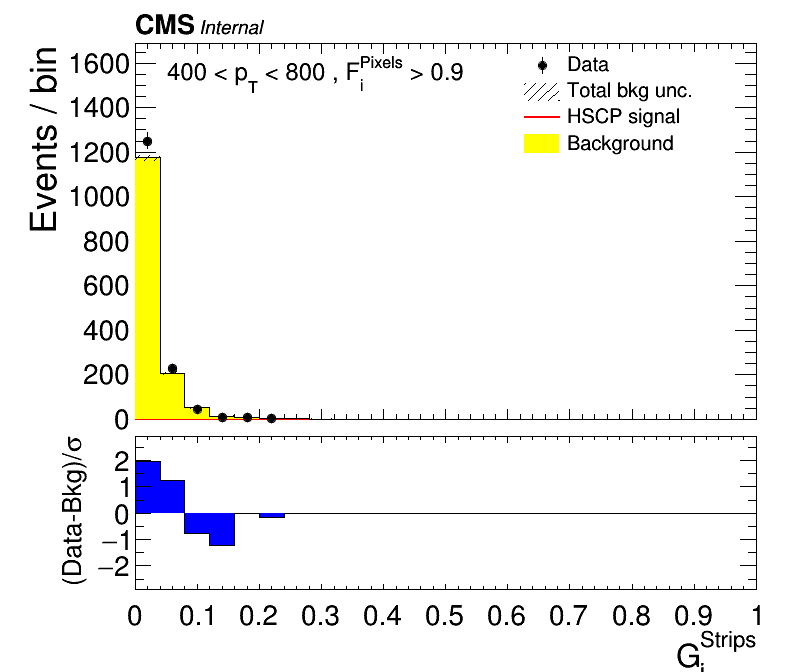 CMS Internal
400 < p_T < 800 , F_i^Pixels > 0.9
Data
Total bkg unc.
HSCP signal
Background
Events / bin
1600
1400
1200
1000
800
600
400
200
0
(Data-Bkg)/σ
2
1
0
−1
−2
0 0.1 0.2 0.3 0.4 0.5 0.6 0.7 0.8 0.9 1
G_i^Strips